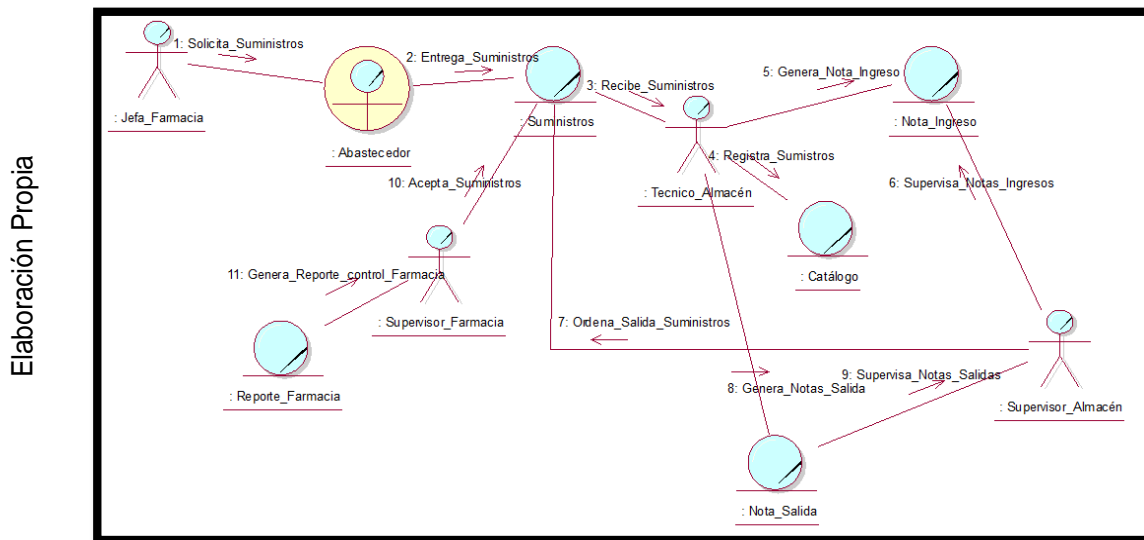 Elaboración Propia
1: Solicita_Suministros
2: Entrega_Suministros
3: Recibe_Suministros
5: Genera_Nota_Ingreso
: Jefa_Farmacia
: Suministros
: Nota_Ingreso
: Abastecedor
4: Registra_Sumistros
10: Acepta_Suministros
: Tecnico_Almacén
6: Supervisa_Notas_Ingresos
11: Genera_Reporte_control_Farmacia
: Catálogo
: Supervisor_Farmacia
7: Ordena_Salida_Suministros
: Reporte_Farmacia
8: Genera_Notas_Salida
9: Supervisa_Notas_Salidas
: Supervisor_Almacén
: Nota_Salida